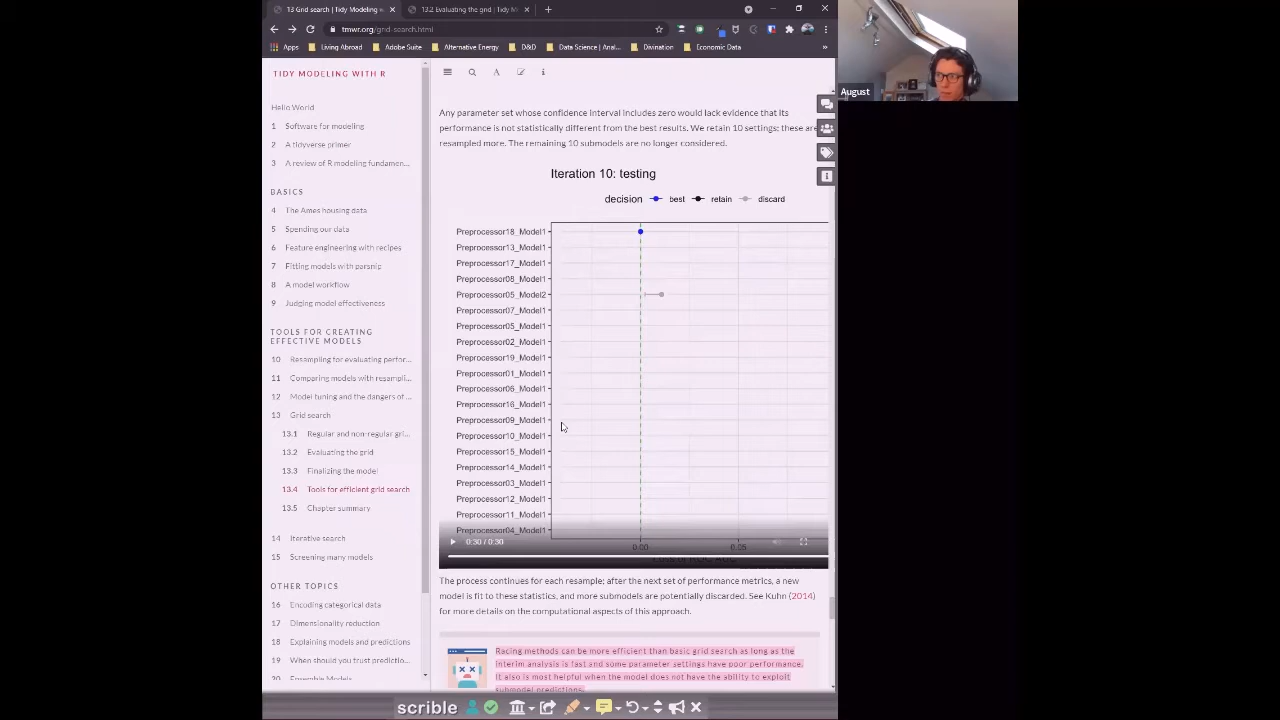 13 Grid search | Tidy Modeling w
13.2 Evaluating the grid | Tidy M
tmwr.org/grid-search.html
Apps
Living Abroad
Adobe Suite
Alternative Energy
D&D
Data Science | Anal...
Divination
Economic Data
»
TIDY MODELING WITH R
Hello World
1 Software for modeling
2 A tidyverse primer
3 A review of R modeling fundamen...
BASICS
4 The Ames housing data
5 Spending our data
6 Feature engineering with recipes
7 Fitting models with parsnip
8 A model workflow
9 Judging model effectiveness
TOOLS FOR CREATING
EFFECTIVE MODELS
10 Resampling for evaluating perfor...
11 Comparing models with resampli...
12 Model tuning and the dangers of ...
13 Grid search
13.1 Regular and non-regular gri...
13.2 Evaluating the grid
13.3 Finalizing the model
13.4 Tools for efficient grid search
13.5 Chapter summary
14 Iterative search
15 Screening many models
OTHER TOPICS
16 Encoding categorical data
17 Dimensionality reduction
18 Explaining models and predictions
19 When should you trust predictio...
20 Ensemble Models
A
i
Any parameter set whose confidence interval includes zero would lack evidence that its
performance is not statistically different from the best results. We retain 10 settings; these are
resampled more. The remaining 10 submodels are no longer considered.
Iteration 10: testing
decision best retain discard
Preprocessor18_Model1
Preprocessor13_Model1
Preprocessor17_Model1
Preprocessor08_Model1
Preprocessor05_Model2
Preprocessor07_Model1
Preprocessor05_Model1
Preprocessor02_Model1
Preprocessor19_Model1
Preprocessor01_Model1
Preprocessor06_Model1
Preprocessor16_Model1
Preprocessor09_Model1
Preprocessor10_Model1
Preprocessor15_Model1
Preprocessor14_Model1
Preprocessor03_Model1
Preprocessor12_Model1
Preprocessor11_Model1
Preprocessor04_Model1
0:30 / 0:30
0.00 0.05
The process continues for each resample; after the next set of performance metrics, a new
model is fit to these statistics, and more submodels are potentially discarded. See Kuhn (2014)
for more details on the computational aspects of this approach.
Racing methods can be more efficient than basic grid search as long as the
interim analysis is fast and some parameter settings have poor performance.
It also is most helpful when the model does not have the ability to exploit
submodel predictions.
scrible
August